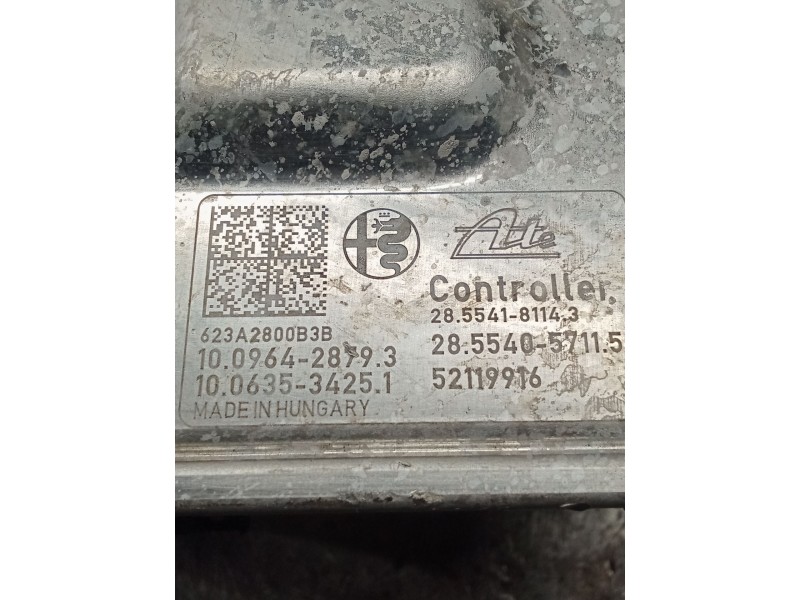 Ate
Controller
28.5541-8114.3
623A2800B3B
10.0964-2879.3
28.5540-5711.5
10.0635-3425.1
52119916
MADE IN HUNGARY